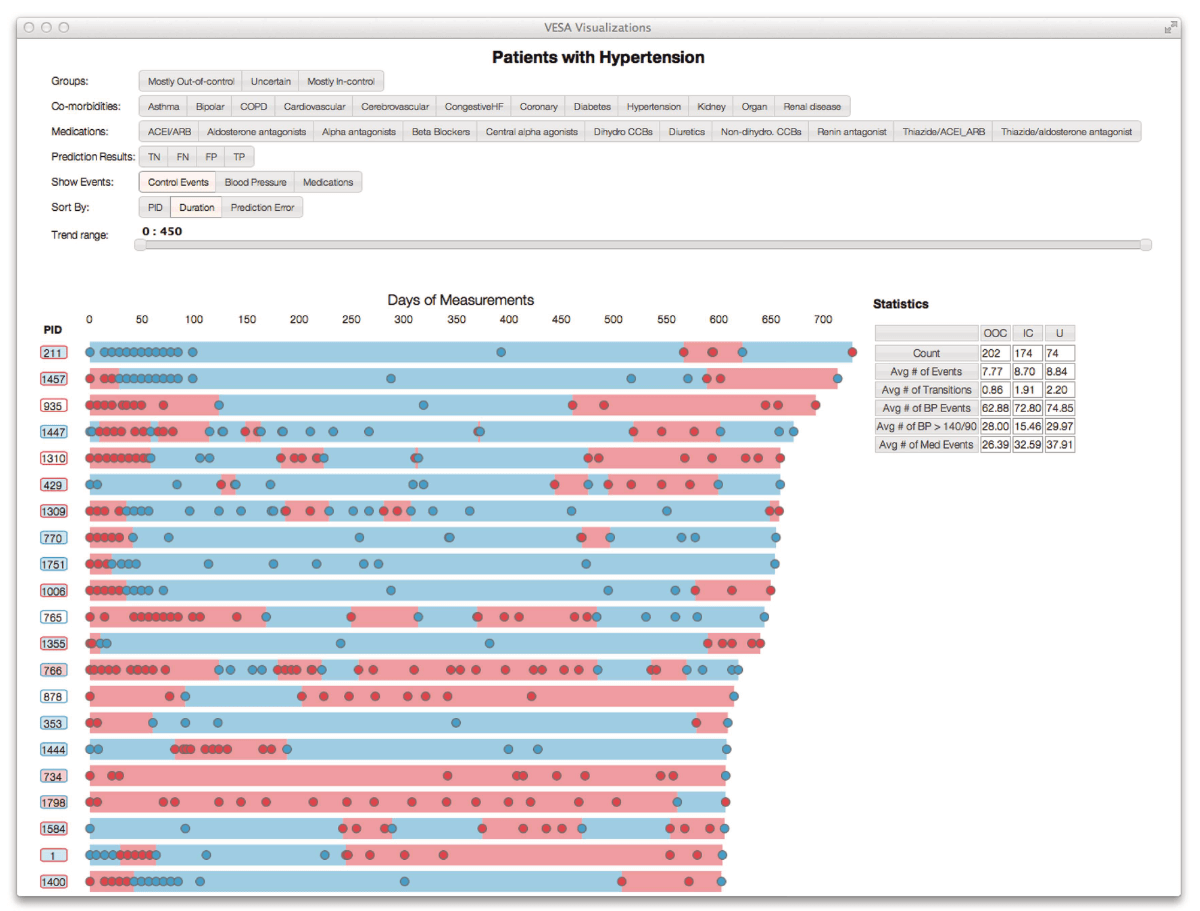 VESA Visualizations
Patients with Hypertension
Groups: Mostly Out-of-control Uncertain Mostly In-control
Co-morbidities: Asthma Bipolar COPD Cardiovascular Cerebrovascular CongestiveHF Coronary Diabetes Hypertension Kidney Organ Renal disease
Medications: ACEI/ARB Aldosterone antagonists Alpha antagonists Beta Blockers Central alpha agonists Dihydro CCBs Diuretics Non-dihydro. CCBs Renin antagonist Thiazide/ACEI_ARB Thiazide/aldosterone antagonist
Prediction Results: TN FN FP TP
Show Events: Control Events Blood Pressure Medications
Sort By: PID Duration Prediction Error
Trend range: 0 : 450
Days of Measurements
0 50 100 150 200 250 300 350 400 450 500 550 600 650 700
PID
211
1457
935
1447
1310
429
1309
770
1751
1006
765
1355
766
878
353
1444
734
1798
1584
1
1400
Statistics
OOC IC U
Count 202 174 74
Avg # of Events 7.77 8.70 8.84
Avg # of Transitions 0.86 1.91 2.20
Avg # of BP Events 62.88 72.80 74.85
Avg # of BP > 140/90 28.00 15.46 29.97
Avg # of Med Events 26.39 32.59 37.91